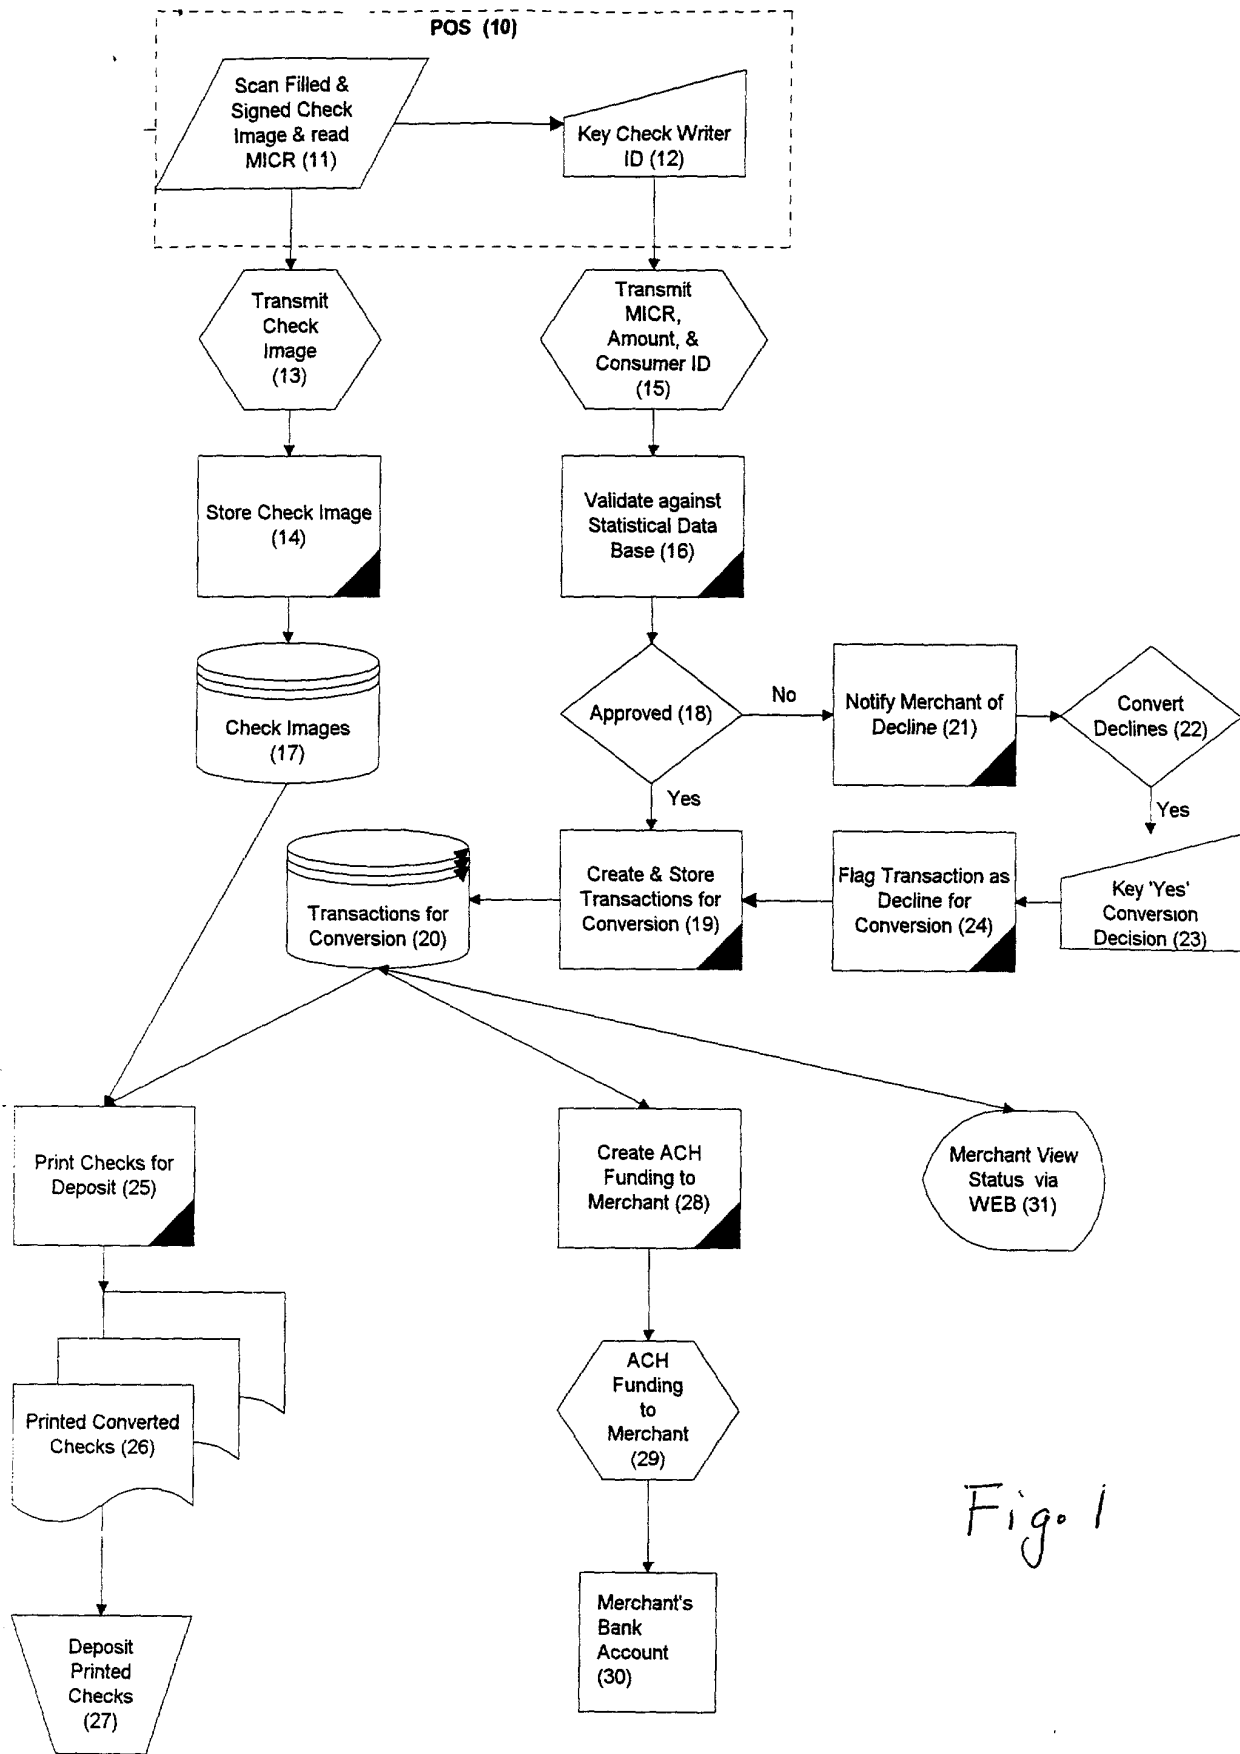 POS (10)
Scan Filled &
Signed Check
Image & read
MICR (11)
Key Check Writer
ID (12)
Transmit
Check
Image
(13)
Transmit
MICR,
Amount, &
Consumer ID
(15)
Store Check Image
(14)
Validate against
Statistical Data
Base (16)
Check Images
(17)
Approved (18)
No
Notify Merchant of
Decline (21)
Convert
Declines (22)
Yes
Yes
Transactions for
Conversion (20)
Create & Store
Transactions for
Conversion (19)
Flag Transaction as
Decline for
Conversion (24)
Key 'Yes'
Conversion
Decision (23)
Print Checks for
Deposit (25)
Create ACH
Funding to
Merchant (28)
Merchant View
Status via
WEB (31)
Printed Converted
Checks (26)
ACH
Funding
to
Merchant
(29)
Fig. 1
Deposit
Printed
Checks
(27)
Merchant's
Bank
Account
(30)